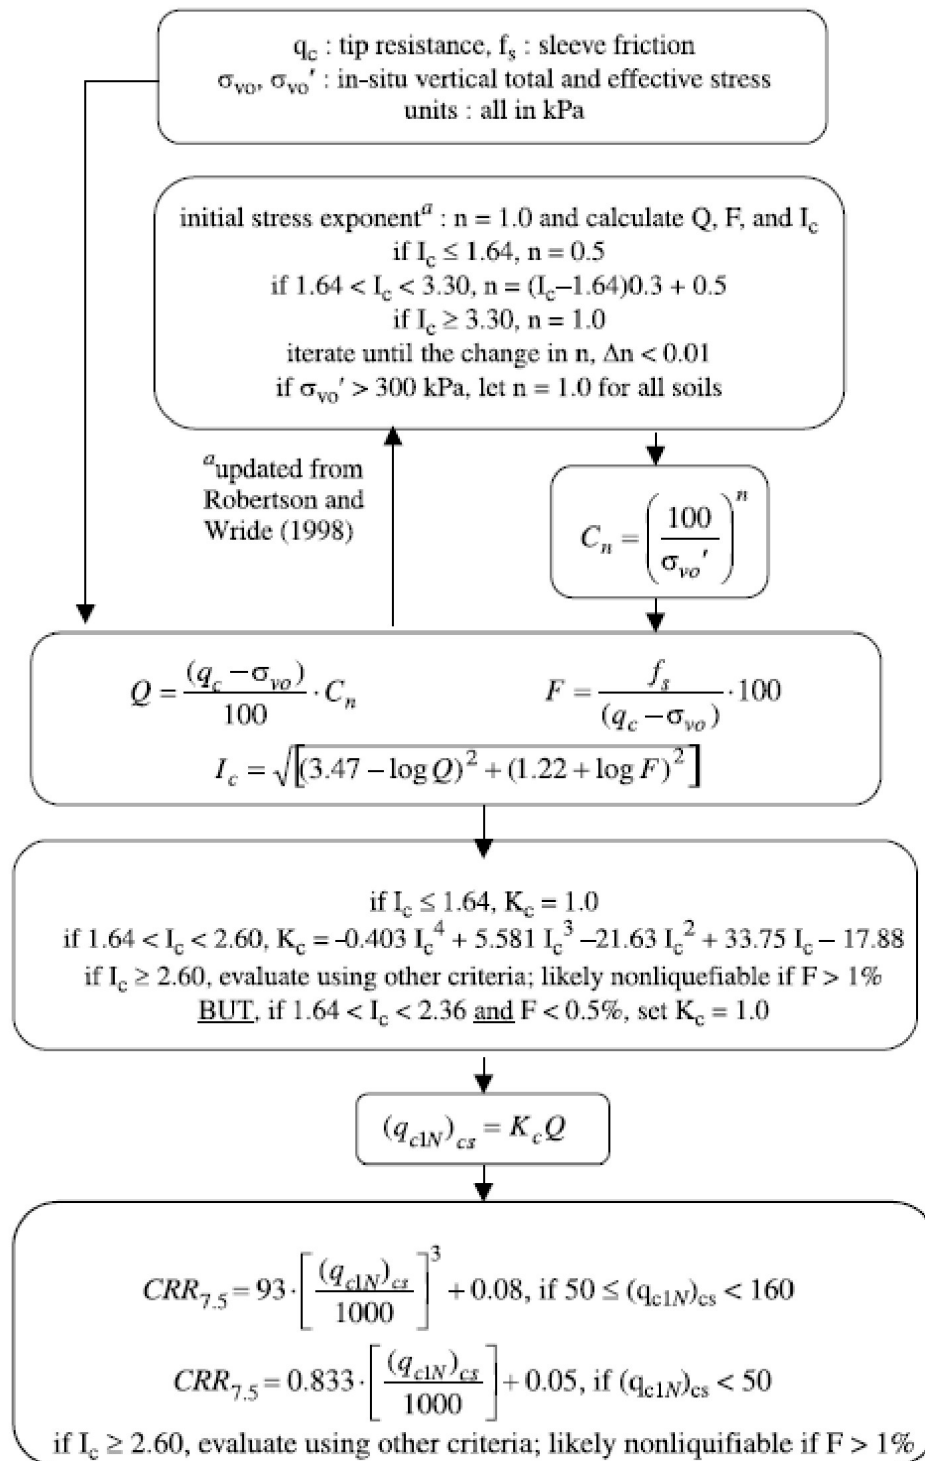 q_c : tip resistance, f_s : sleeve friction
σ_vo, σ_vo′ : in-situ vertical total and effective stress
units : all in kPa
initial stress exponent^a : n = 1.0 and calculate Q, F, and I_c
if I_c ≤ 1.64, n = 0.5
if 1.64 < I_c < 3.30, n = (I_c–1.64)0.3 + 0.5
if I_c ≥ 3.30, n = 1.0
iterate until the change in n, Δn < 0.01
if σ_vo′ > 300 kPa, let n = 1.0 for all soils
^a updated from
Robertson and
Wride (1998)
C_n = (100 / σ_vo′)^n
Q = (q_c – σ_vo) / 100 · C_n
F = f_s / (q_c – σ_vo) · 100
I_c = √[(3.47 – log Q)^2 + (1.22 + log F)^2]
if I_c ≤ 1.64, K_c = 1.0
if 1.64 < I_c < 2.60, K_c = –0.403 I_c^4 + 5.581 I_c^3 –21.63 I_c^2 + 33.75 I_c – 17.88
if I_c ≥ 2.60, evaluate using other criteria; likely nonliquefiable if F > 1%
BUT, if 1.64 < I_c < 2.36 and F < 0.5%, set K_c = 1.0
(q_c1N)_cs = K_c Q
CRR_7.5 = 93 · [(q_c1N)_cs / 1000]^3 + 0.08, if 50 ≤ (q_c1N)_cs < 160
CRR_7.5 = 0.833 · [(q_c1N)_cs / 1000] + 0.05, if (q_c1N)_cs < 50
if I_c ≥ 2.60, evaluate using other criteria; likely nonliquifiable if F > 1%